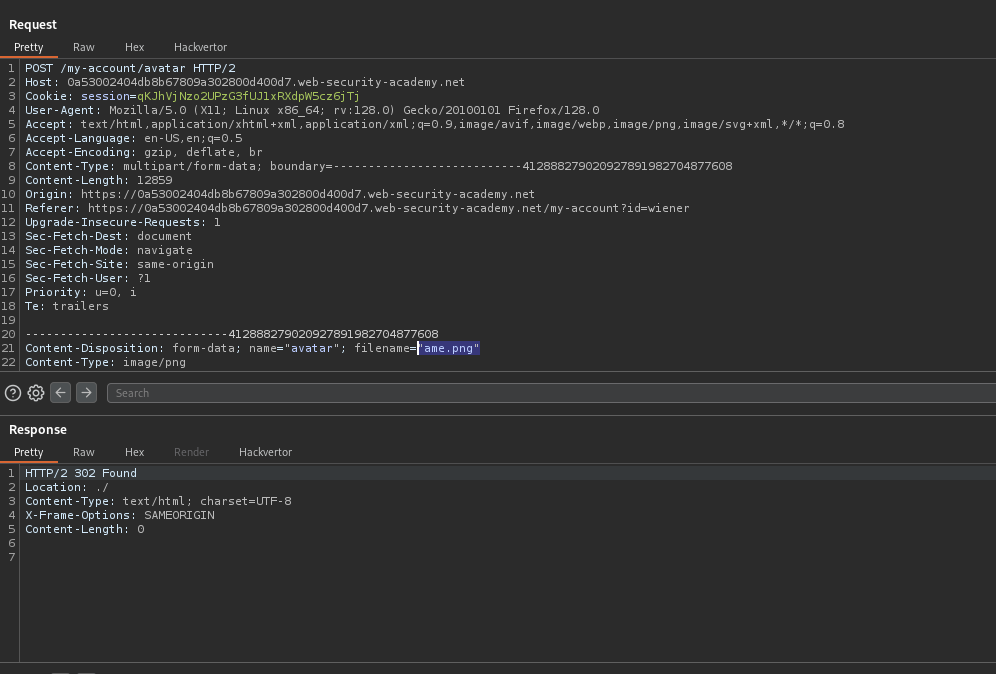 Request
Pretty Raw Hex Hackvertor
1 POST /my-account/avatar HTTP/2
2 Host: 0a53002404db8b67809a302800d400d7.web-security-academy.net
3 Cookie: session=qKJhVjNzo2UPzG3fUJlxRXdpW5cz6jTj
4 User-Agent: Mozilla/5.0 (X11; Linux x86_64; rv:128.0) Gecko/20100101 Firefox/128.0
5 Accept: text/html,application/xhtml+xml,application/xml;q=0.9,image/avif,image/webp,image/png,image/svg+xml,*/*;q=0.8
6 Accept-Language: en-US,en;q=0.5
7 Accept-Encoding: gzip, deflate, br
8 Content-Type: multipart/form-data; boundary=---------------------------412888279020927891982704877608
9 Content-Length: 12859
10 Origin: https://0a53002404db8b67809a302800d400d7.web-security-academy.net
11 Referer: https://0a53002404db8b67809a302800d400d7.web-security-academy.net/my-account?id=wiener
12 Upgrade-Insecure-Requests: 1
13 Sec-Fetch-Dest: document
14 Sec-Fetch-Mode: navigate
15 Sec-Fetch-Site: same-origin
16 Sec-Fetch-User: ?1
17 Priority: u=0, i
18 Te: trailers
19
20 -----------------------------412888279020927891982704877608
21 Content-Disposition: form-data; name="avatar"; filename="ame.png"
22 Content-Type: image/png
Search
Response
Pretty Raw Hex Render Hackvertor
1 HTTP/2 302 Found
2 Location: ./
3 Content-Type: text/html; charset=UTF-8
4 X-Frame-Options: SAMEORIGIN
5 Content-Length: 0
6
7